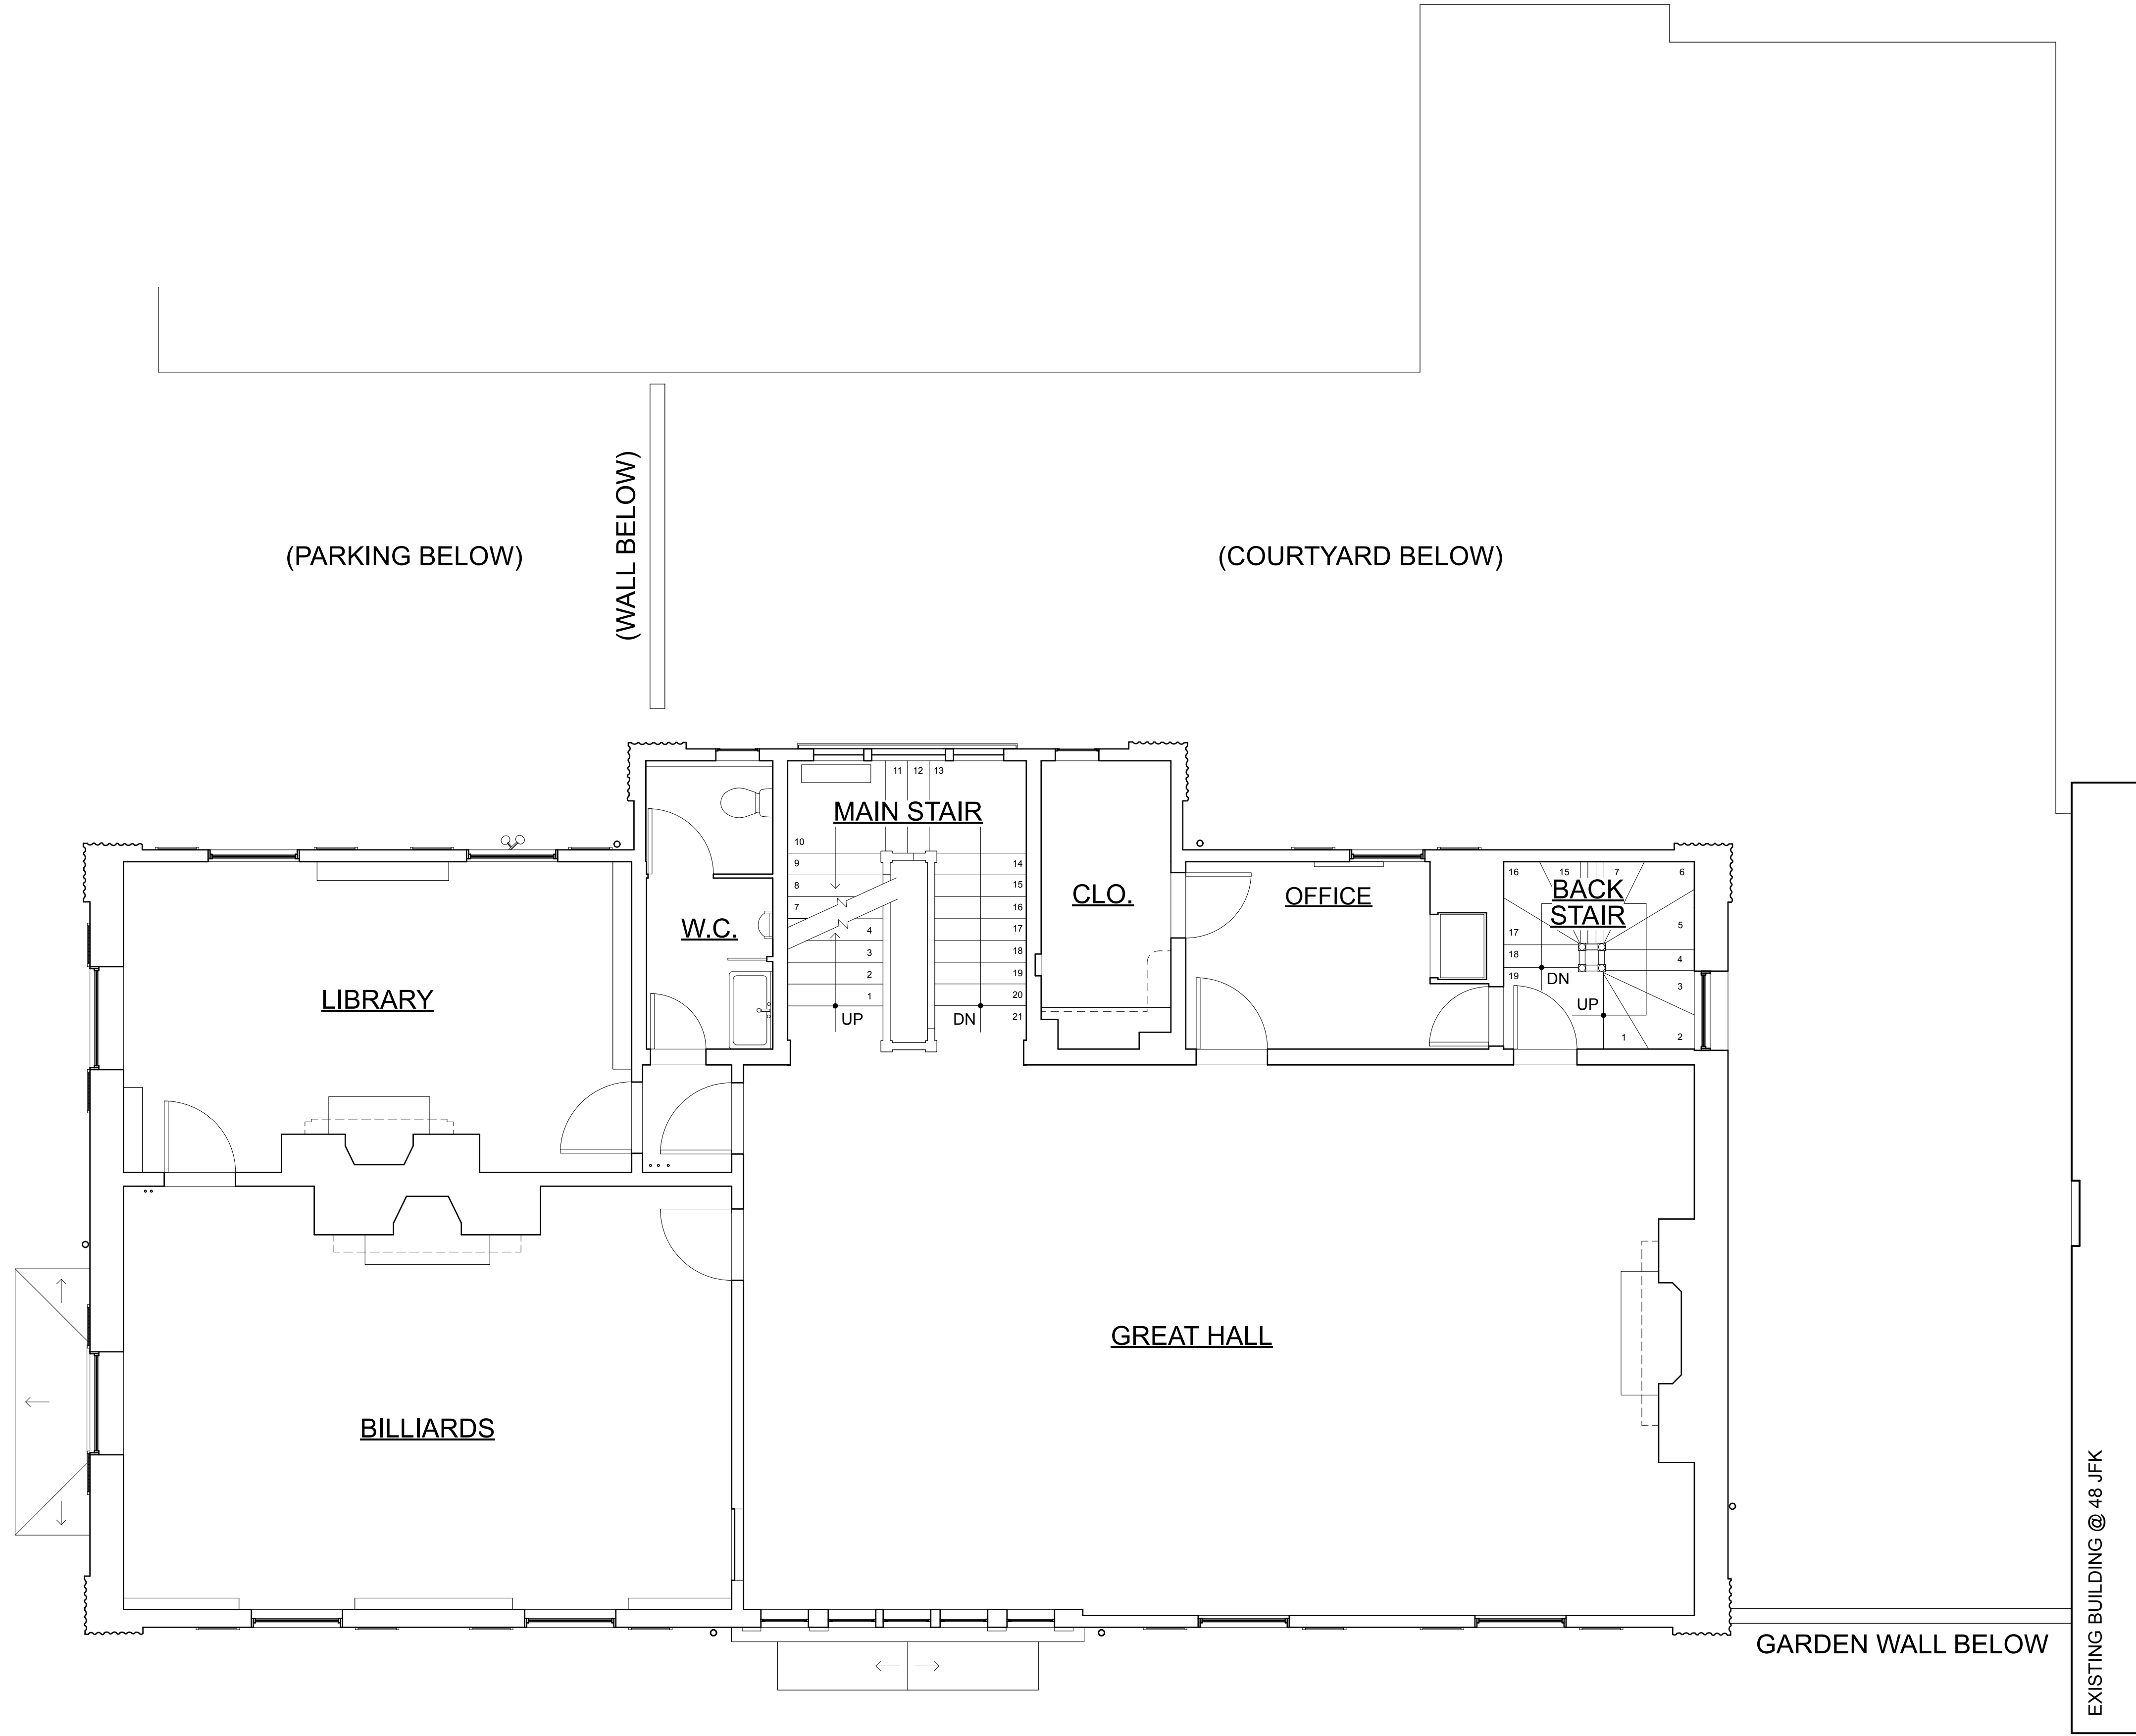 (PARKING BELOW)
(WALL BELOW)
(COURTYARD BELOW)
11 12 13
MAIN STAIR
10
9
8
7
4
3
2
1
UP
14
15
16
17
18
19
20
21
DN
CLO.
W.C.
OFFICE
16 15 7 6
BACK
STAIR
17
18
19
DN
UP
5
4
3
2
1
LIBRARY
GREAT HALL
BILLIARDS
GARDEN WALL BELOW
EXISTING BUILDING @ 48 JFK